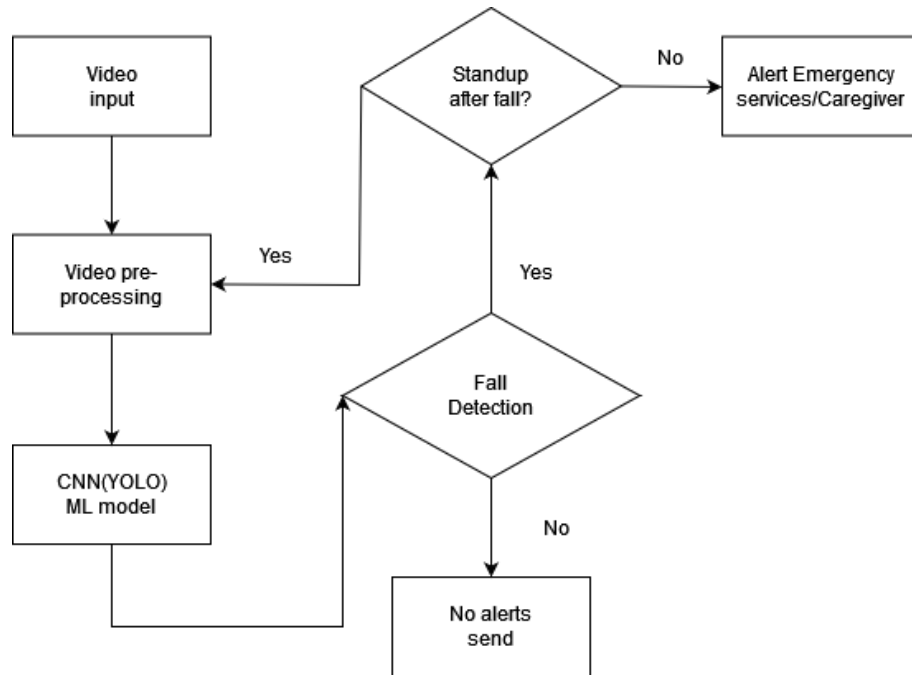 Video
input
Standup
after fall?
No
Alert Emergency
services/Caregiver
Video pre-
processing
Yes
Yes
Fall
Detection
CNN(YOLO)
ML model
No
No alerts
send